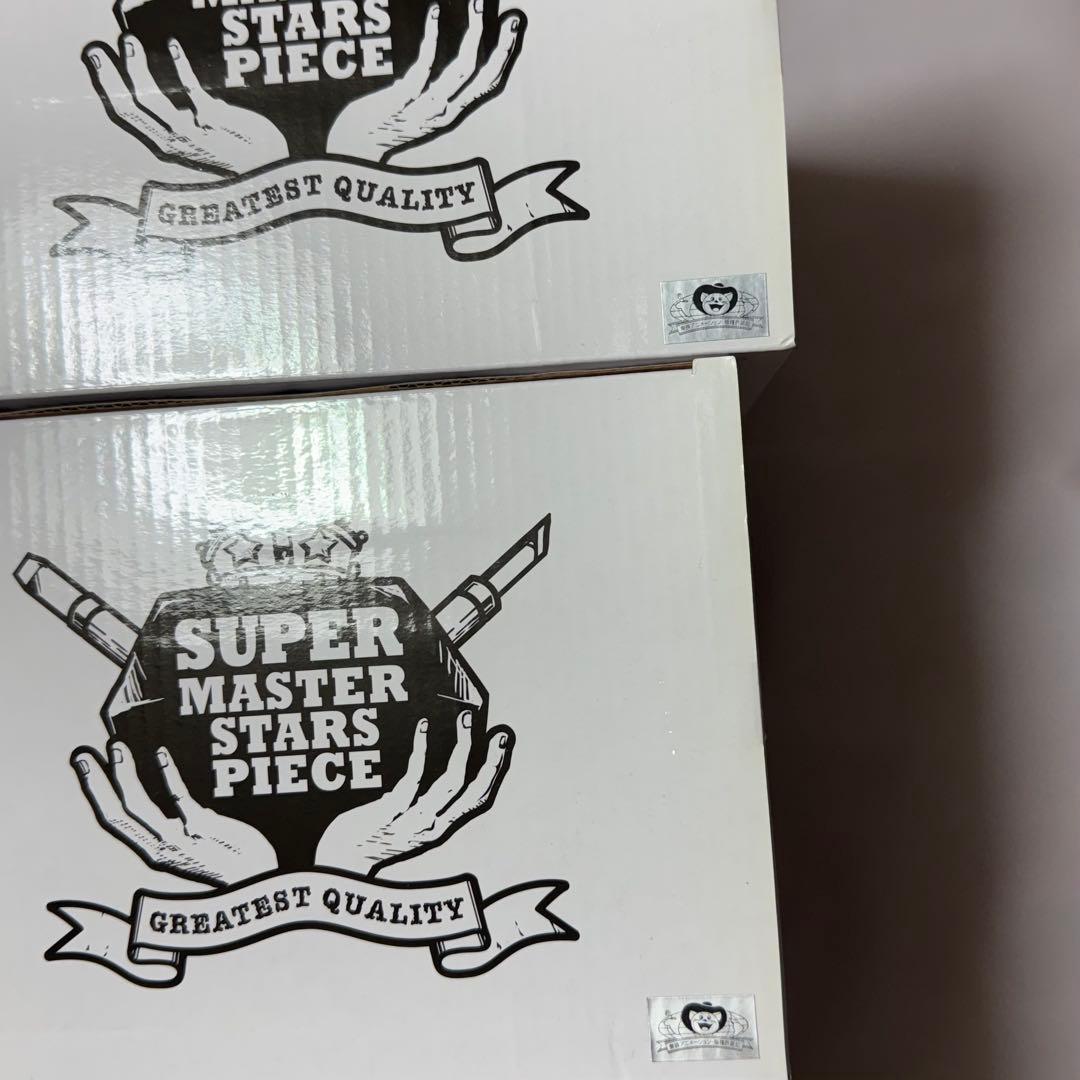 STARS
PIECE
GREATEST QUALITY
SUPER
MASTER
STARS
PIECE
GREATEST QUALITY